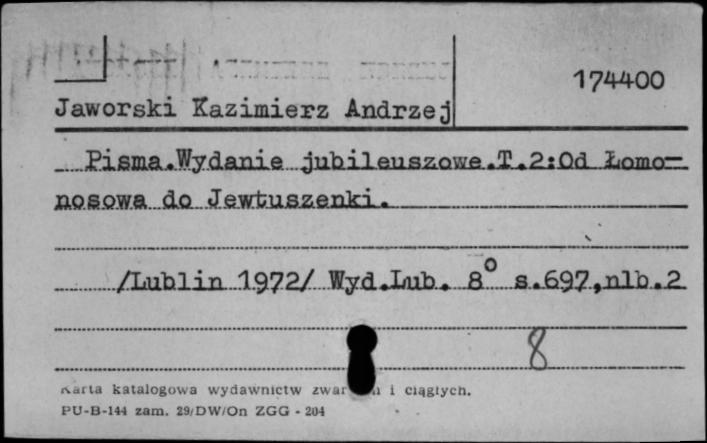 174400
Jaworski Kazimierz Andrzej
Pisma.Wydanie jubileuszowe.T.2:Od Łomo-
nosowa do Jewtuszenki.
/Lublin 1972/ Wyd.Lub. 8° s.697,nlb.2
8
Karta katalogowa wydawnictw i ciągłych.
PU-B-144 zam. 29/DW/On ZGG - 204